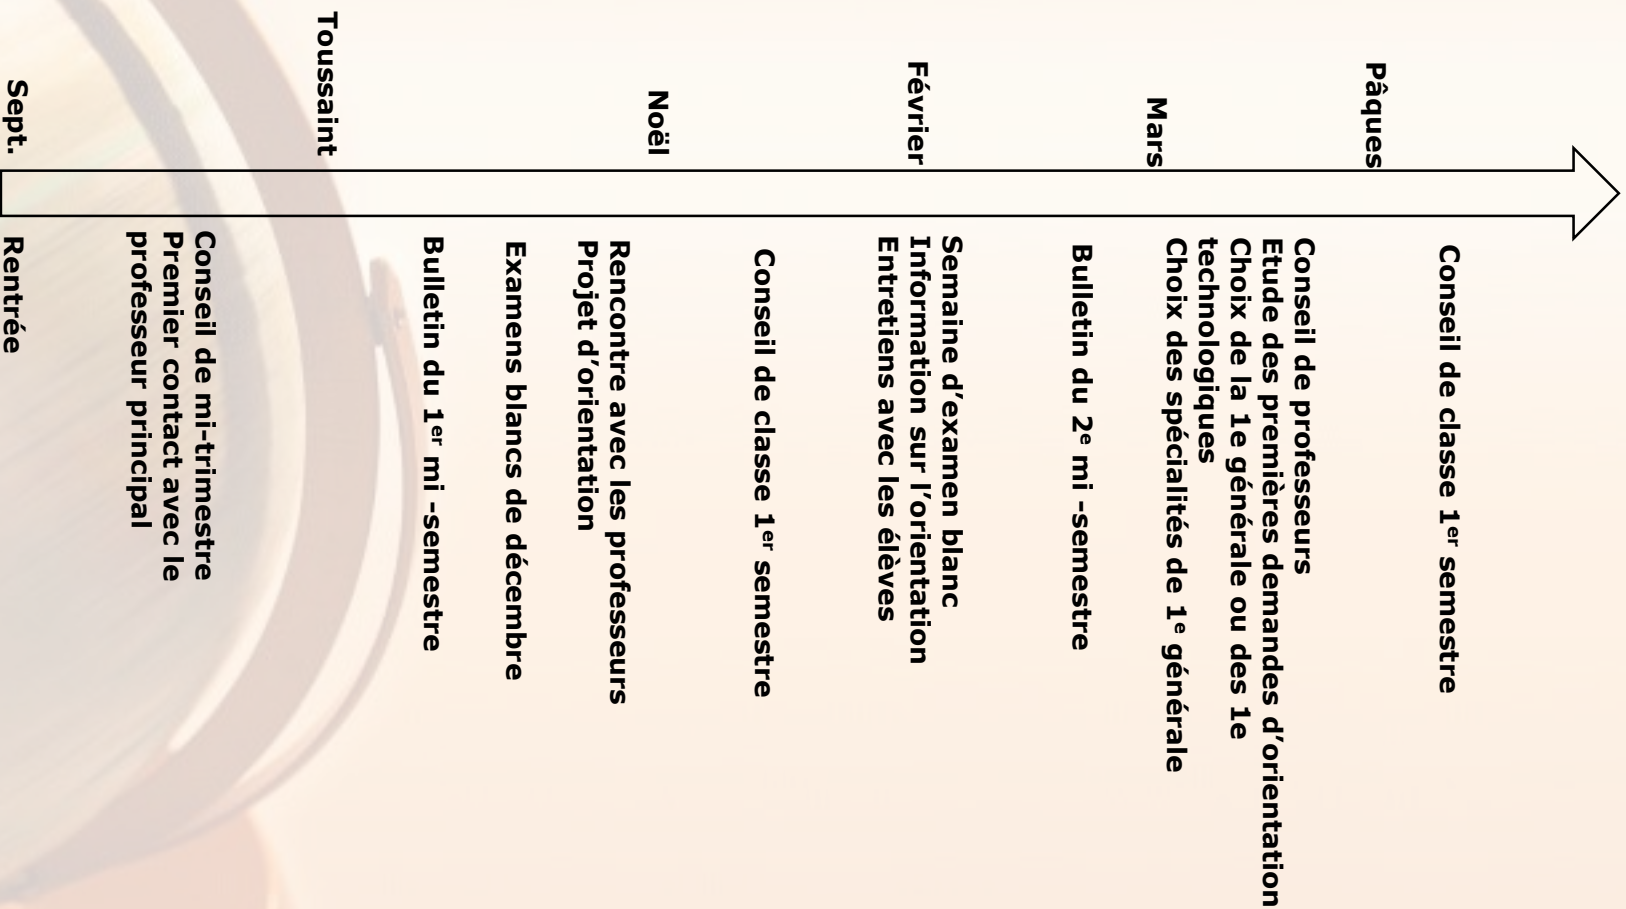 Conseil de classe 1er semestre
Pâques
Conseil de professeurs
Etude des premières demandes d’orientation
Choix de la 1e générale ou des 1e
technologiques
Choix des spécialités de 1e générale
Mars
Bulletin du 2e mi -semestre
Février
Semaine d’examen blanc
Information sur l’orientation
Entretiens avec les élèves
Conseil de classe 1er semestre
Noël
Rencontre avec les professeurs
Projet d’orientation
Examens blancs de décembre
Bulletin du 1er mi -semestre
Toussaint
Conseil de mi-trimestre
Premier contact avec le
professeur principal
Sept.
Rentrée